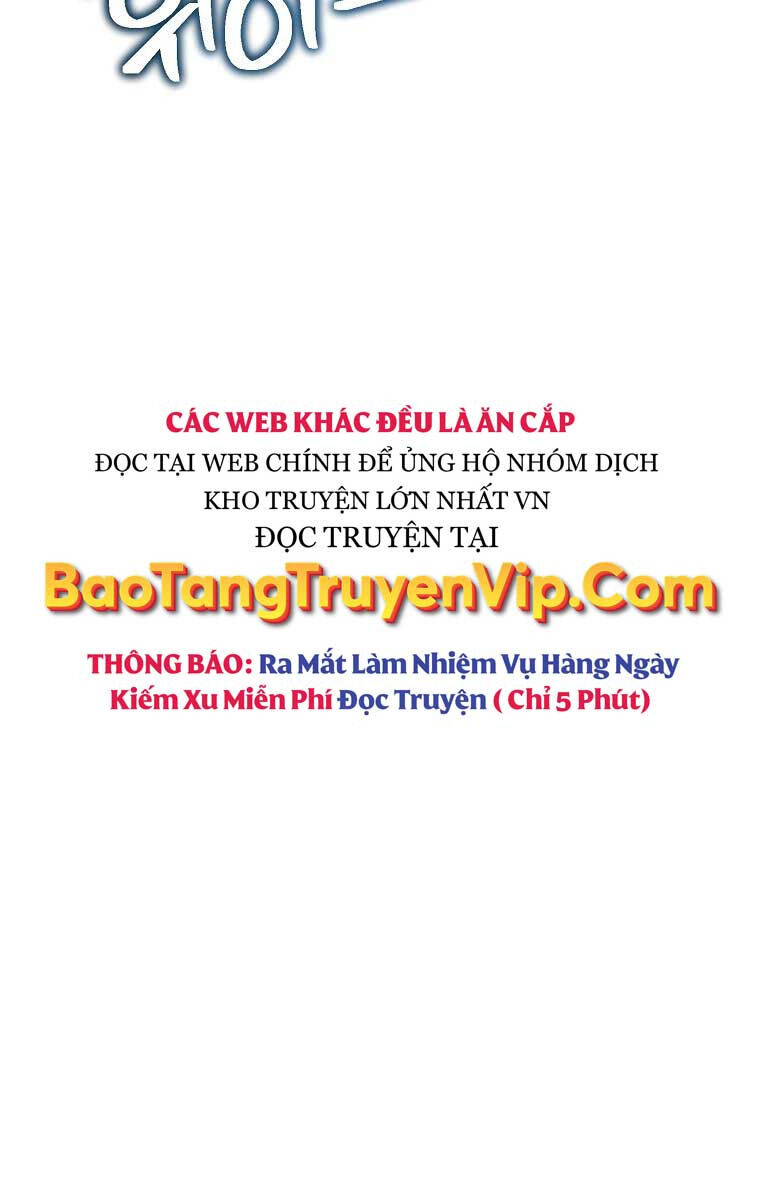 CÁC WEB KHÁC ĐỀU LÀ ĂN CẮP
ĐỌC TẠI WEB CHÍNH ĐỂ ỦNG HỘ NHÓM DỊCH
KHO TRUYỆN LỚN NHẤT VN
ĐỌC TRUYỆN TẠI
BaoTangTruyenVip.Com
THÔNG BÁO: Ra Mắt Làm Nhiệm Vụ Hàng Ngày
Kiếm Xu Miễn Phí Đọc Truyện ( Chỉ 5 Phút)